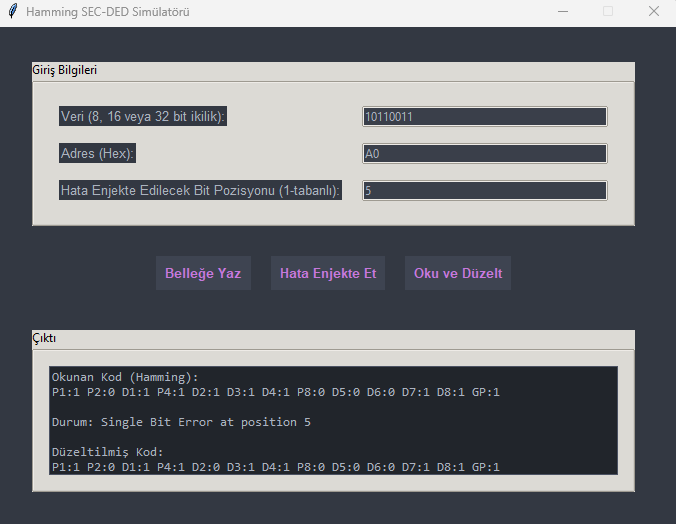 Hamming SEC-DED Simülatörü
Giriş Bilgileri
Veri (8, 16 veya 32 bit ikilik): 10110011
Adres (Hex): A0
Hata Enjekte Edilecek Bit Pozisyonu (1-tabanlı): 5
Belleğe Yaz Hata Enjekte Et Oku ve Düzelt
Çıktı
Okunan Kod (Hamming):
P1:1 P2:0 D1:1 P4:1 D2:1 D3:1 D4:1 P8:0 D5:0 D6:0 D7:1 D8:1 GP:1
Durum: Single Bit Error at position 5
Düzeltilmiş Kod:
P1:1 P2:0 D1:1 P4:1 D2:0 D3:1 D4:1 P8:0 D5:0 D6:0 D7:1 D8:1 GP:1